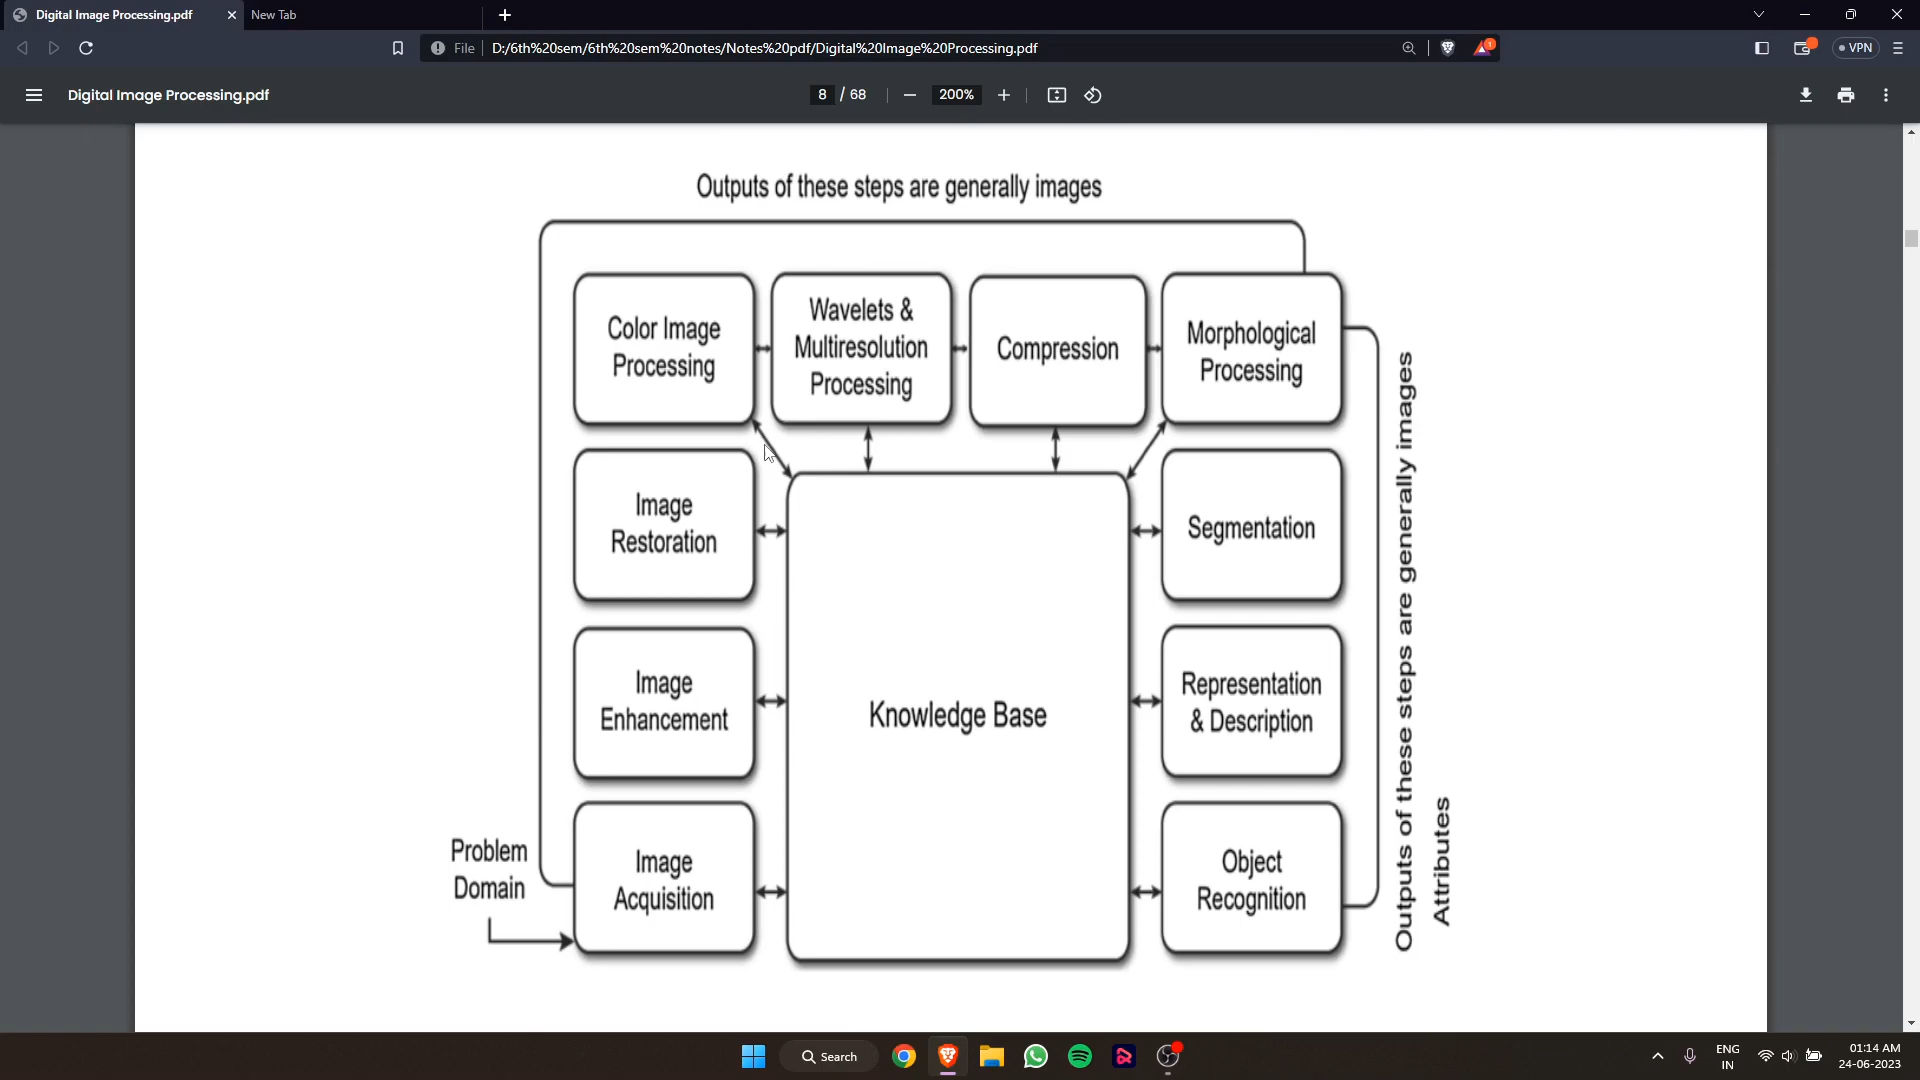 Digital Image Processing.pdf
New Tab
File
D:/6th%20sem/6th%20sem%20notes/Notes%20pdf/Digital%20Image%20Processing.pdf
1
VPN
Digital Image Processing.pdf
8 / 68
200%
Outputs of these steps are generally images
Color Image
Processing
Wavelets &
Multiresolution
Processing
Compression
Morphological
Processing
Image
Restoration
Segmentation
Image
Enhancement
Knowledge Base
Representation
& Description
Problem
Domain
Image
Acquisition
Object
Recognition
Outputs of these steps are generally images
Attributes
Search
ENG
IN
01:14 AM
24-06-2023